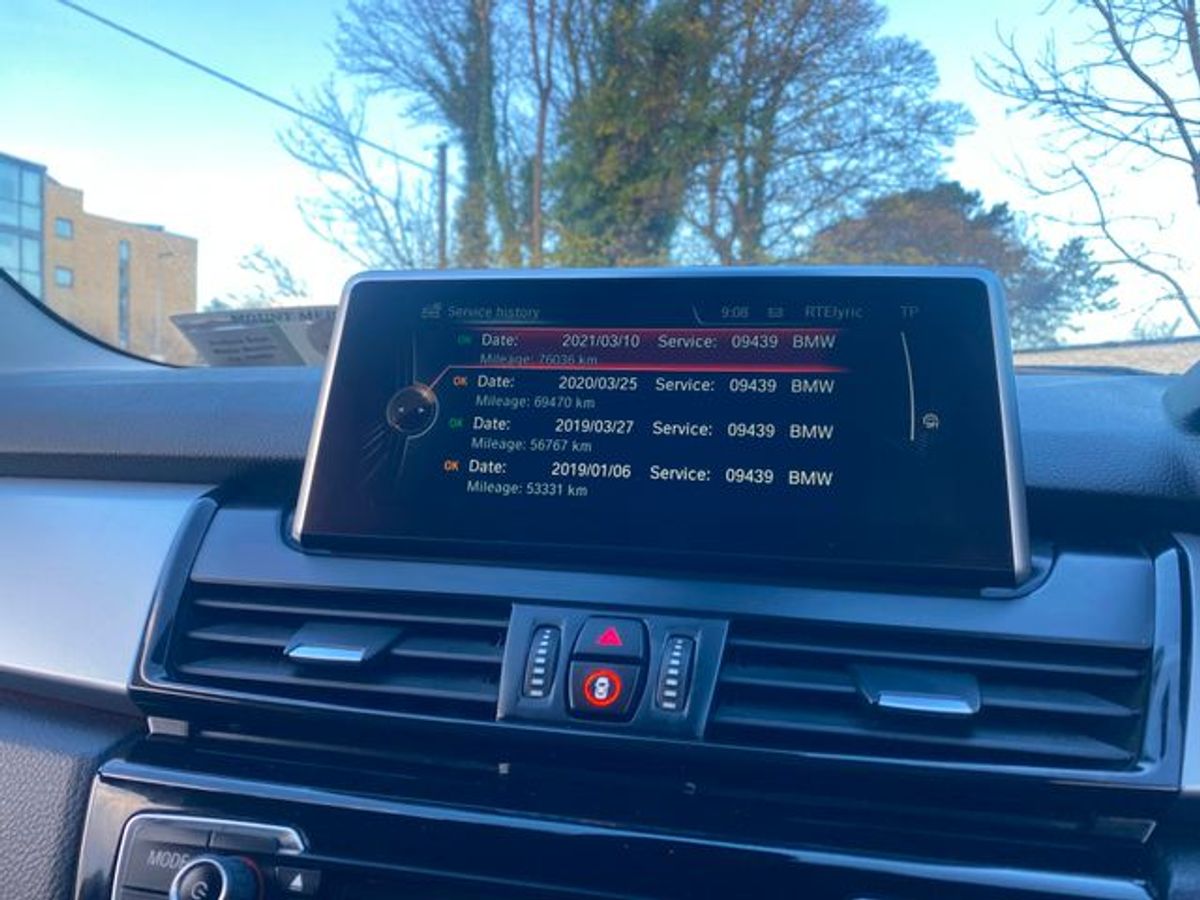 MOUNT MER
Service history 9:08 RTElyric TP
OK Date: 2021/03/10 Service: 09439 BMW
Mileage: 76036 km
OK Date: 2020/03/25 Service: 09439 BMW
Mileage: 69470 km
OK Date: 2019/03/27 Service: 09439 BMW
Mileage: 56767 km
OK Date: 2019/01/06 Service: 09439 BMW
Mileage: 53331 km
MODE